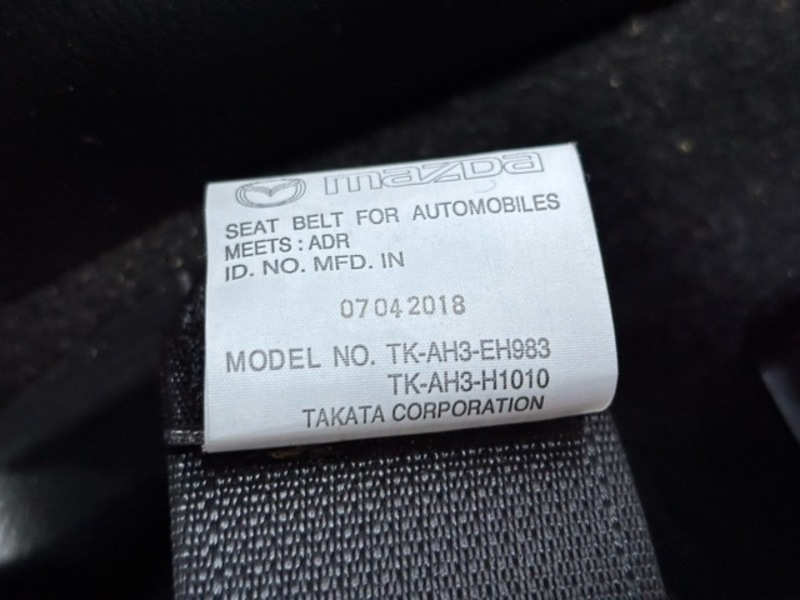 mazda
SEAT BELT FOR AUTOMOBILES
MEETS : ADR
ID. NO. MFD. IN
07042018
MODEL NO. TK-AH3-EH983
TK-AH3-H1010
TAKATA CORPORATION